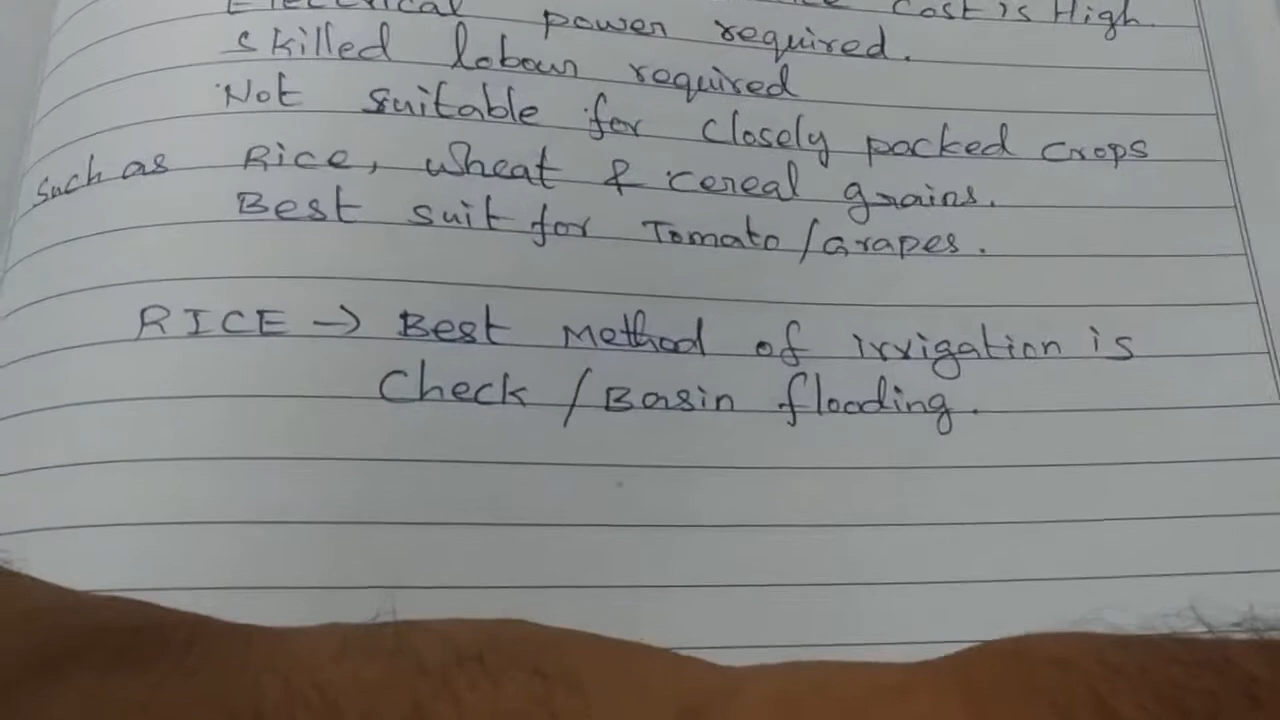 Electrical power required. Cost is High
skilled labour required
Not suitable for closely packed crops
such as Rice, wheat & cereal grains.
Best suit for Tomato/Grapes.
RICE → Best Method of irrigation is
Check / Basin flooding.